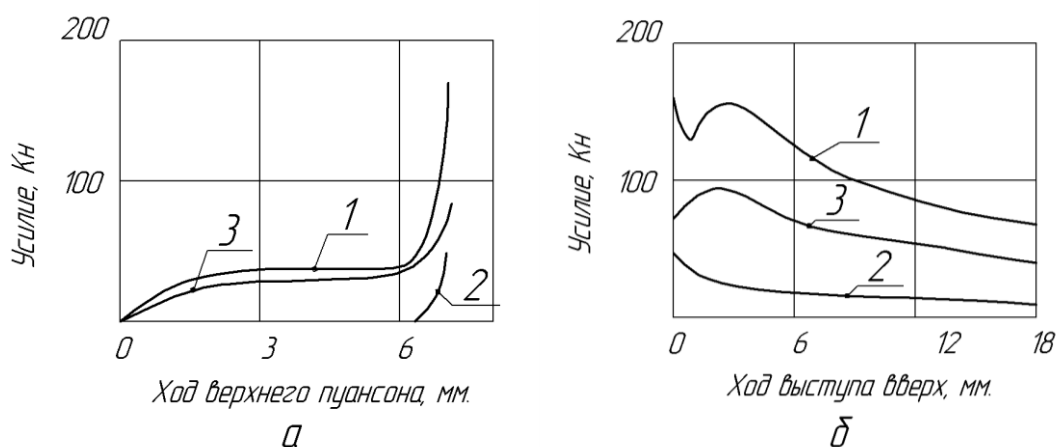 200
100
Усилие, Кн
1
3
2
0 3 6
Ход верхнего пуансона, мм.
а
200
100
Усилие, Кн
1
3
2
0 6 12 18
Ход выступа вверх, мм.
б